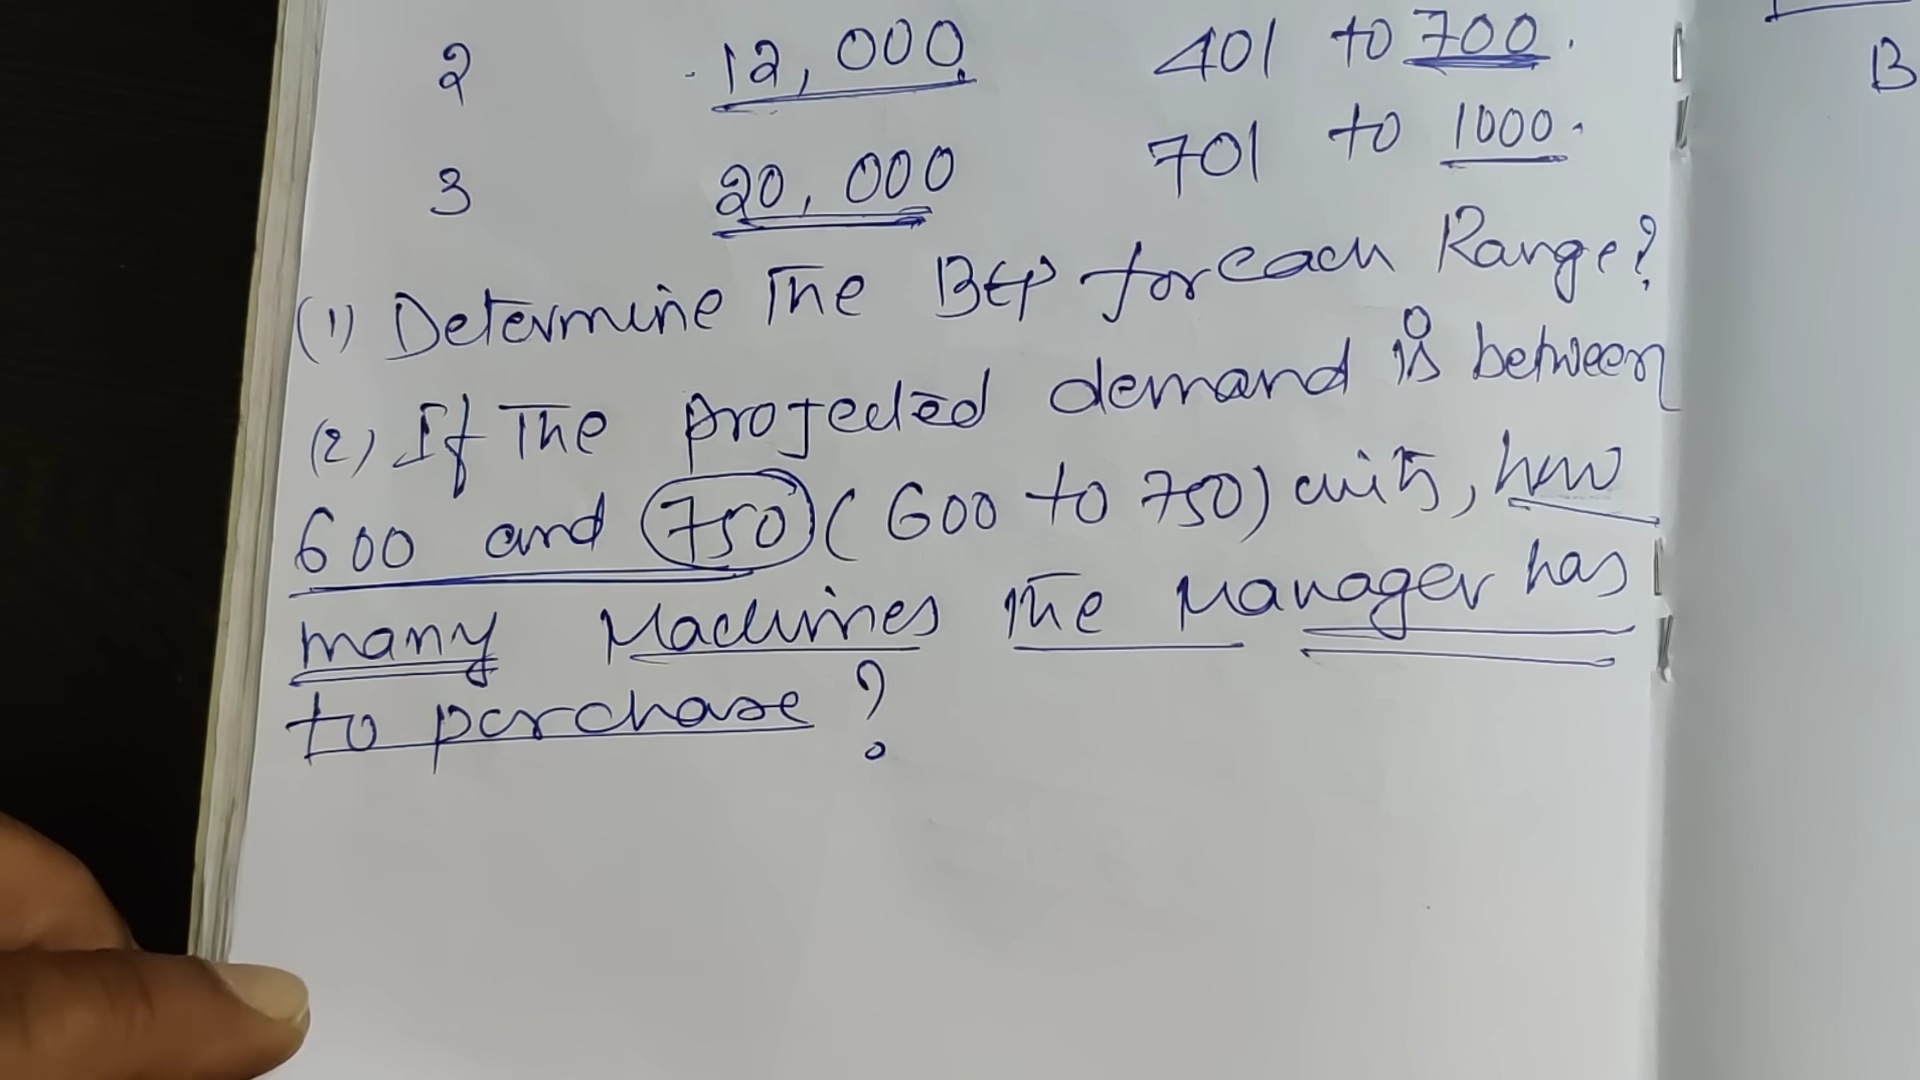 2 12,000 401 to 700.
3 20,000 701 to 1000.
(1) Determine The BEP for each Range?
(2) If The projected demand is between
600 and 750 (600 to 750) units, how
many Machines the Manager has
to purchase?
B